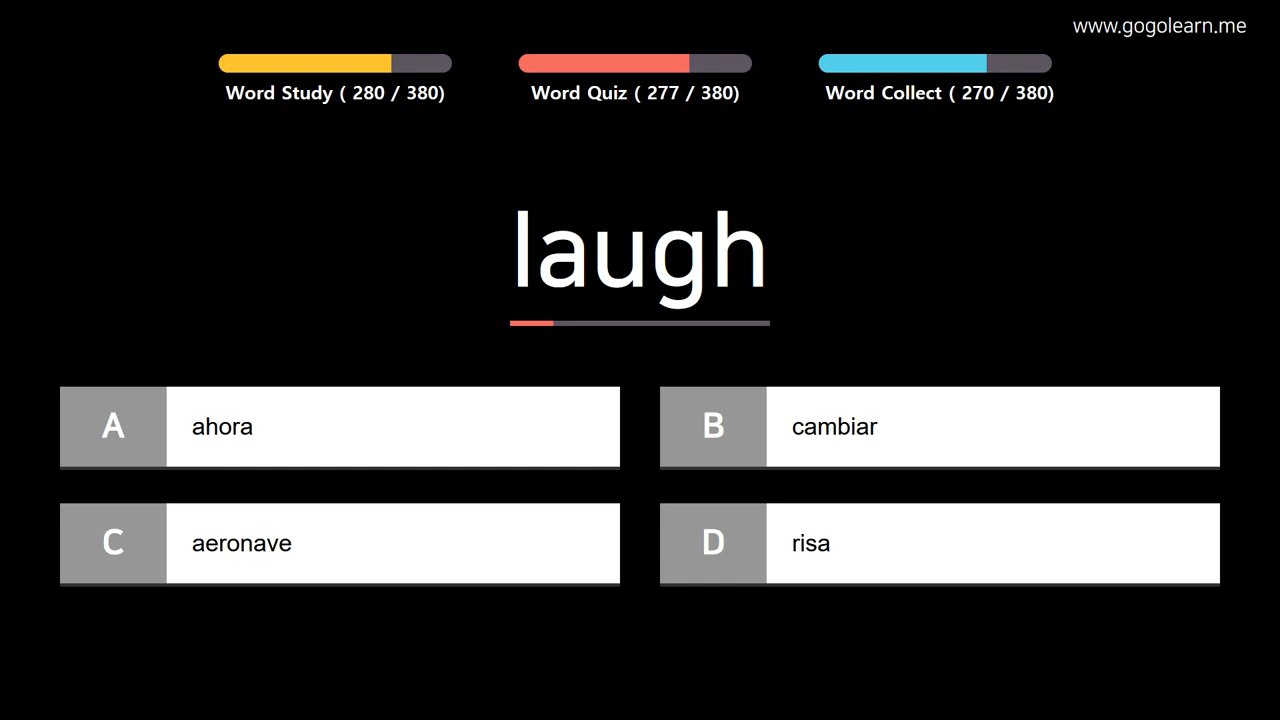 www.gogolearn.me
Word Study ( 280 / 380)
Word Quiz ( 277 / 380)
Word Collect ( 270 / 380)
laugh
A ahora
B cambiar
C aeronave
D risa